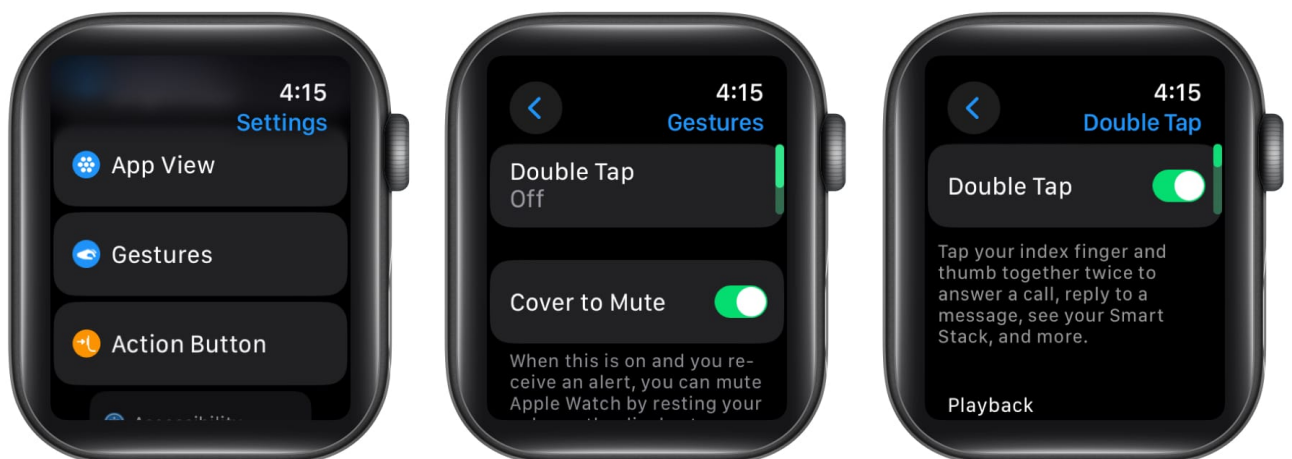 4:15
Settings
App View
Gestures
Action Button
Accessibility
4:15
Gestures
Double Tap
Off
Cover to Mute
When this is on and you re-
ceive an alert, you can mute
Apple Watch by resting your
4:15
Double Tap
Double Tap
Tap your index finger and
thumb together twice to
answer a call, reply to a
message, see your Smart
Stack, and more.
Playback